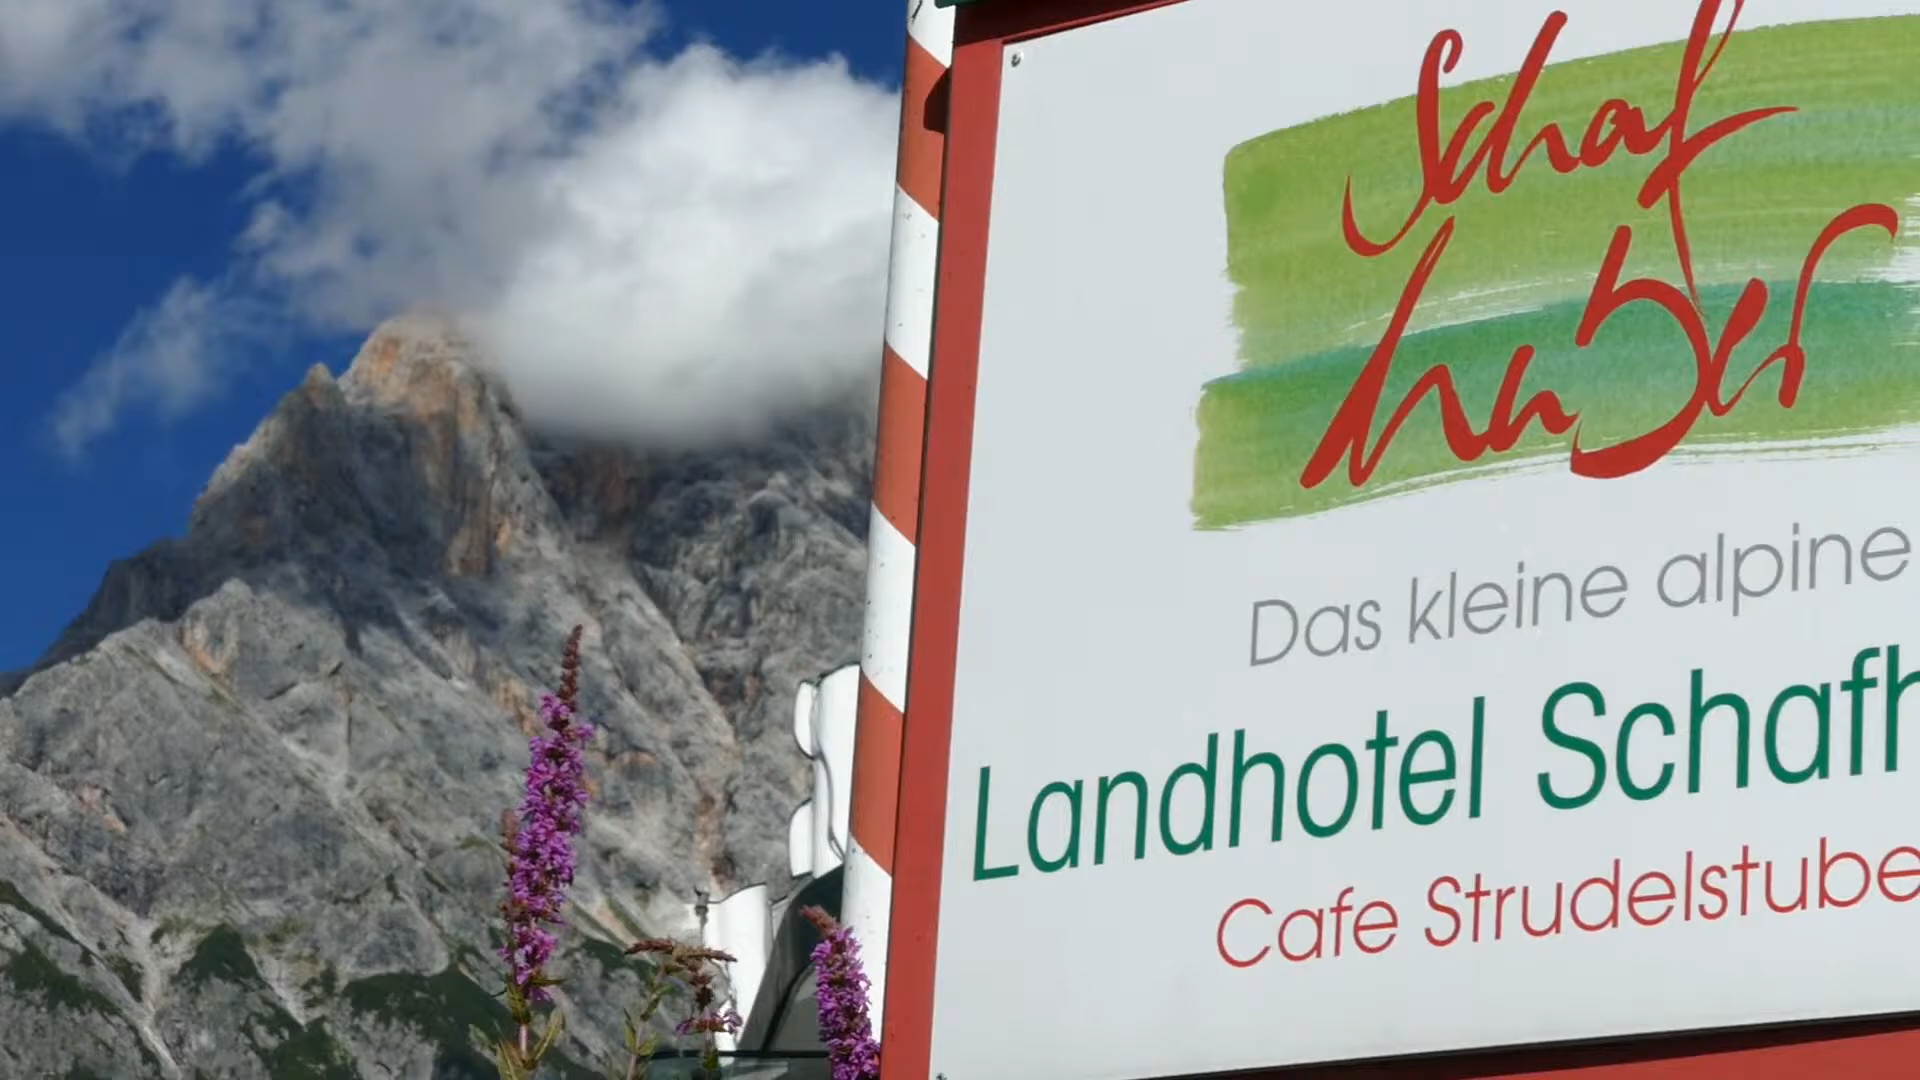 Schaf
huber
Das kleine alpine
Landhotel Schafh
Cafe Strudelstube